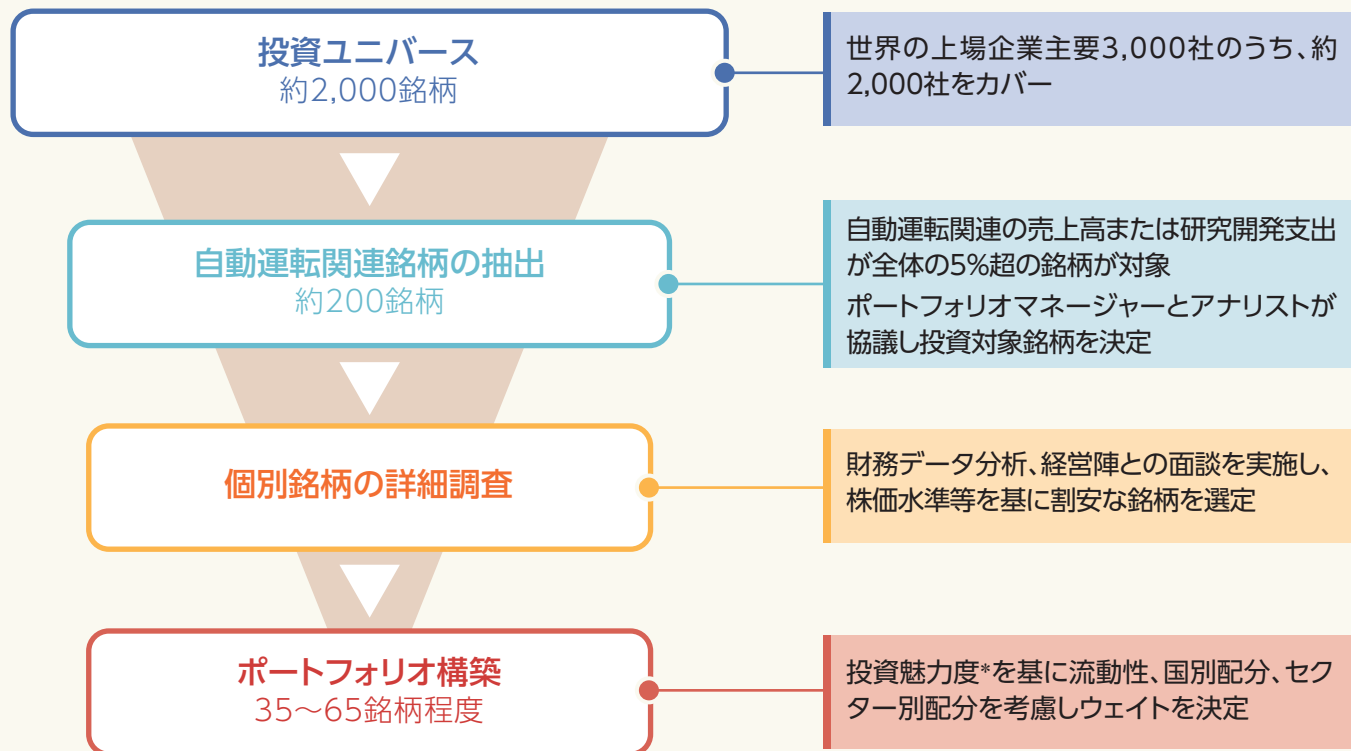 投資ユニバース
約2,000銘柄
世界の上場企業主要3,000社のうち、約
2,000社をカバー
自動運転関連銘柄の抽出
約200銘柄
自動運転関連の売上高または研究開発支出
が全体の5%超の銘柄が対象
ポートフォリオマネージャーとアナリストが
協議し投資対象銘柄を決定
個別銘柄の詳細調査
財務データ分析、経営陣との面談を実施し、
株価水準等を基に割安な銘柄を選定
ポートフォリオ構築
35〜65銘柄程度
投資魅力度*を基に流動性、国別配分、セク
ター別配分を考慮しウェイトを決定